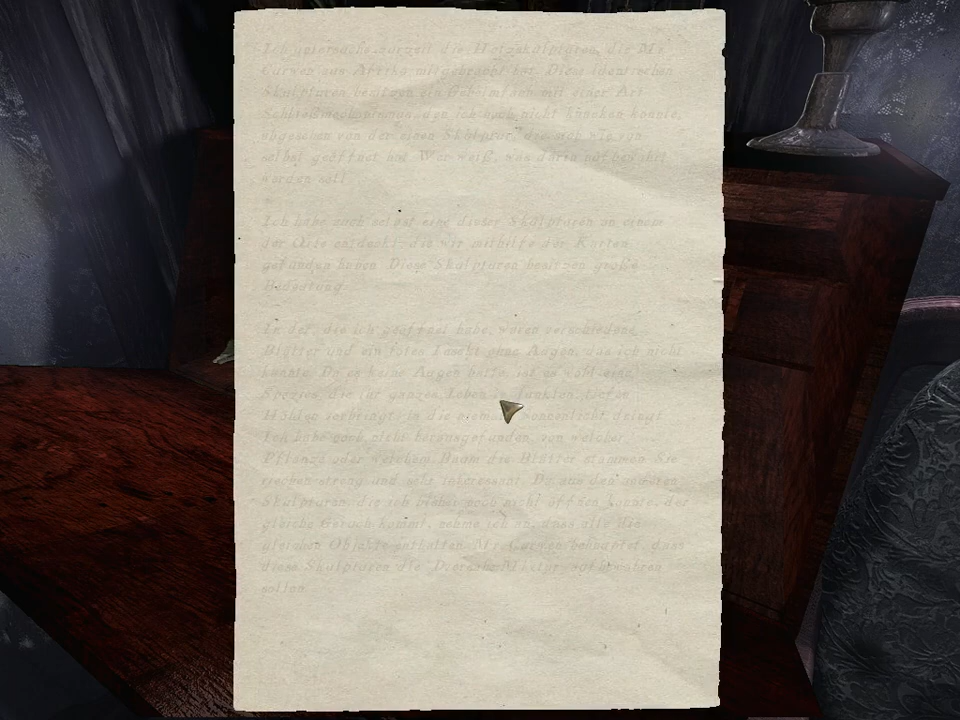 Ich untersuche zurzeit die Holzskulpturen, die Mr.
Curwen aus Afrika mitgebracht hat. Diese identischen
Skulpturen besitzen ein Geheimfach mit einer Art
Schließmechanismus, den ich noch nicht knacken konnte,
abgesehen von der einen Skulptur, die sich wie von
selbst geöffnet hat. Wer weiß, was darin aufbewahrt
werden soll.
Ich habe auch selbst eine dieser Skulpturen an einem
der Orte entdeckt, die wir mithilfe der Karten
gefunden haben. Diese Skulpturen besitzen große
Bedeutung.
In der, die ich geöffnet habe, waren verschiedene
Blätter und ein totes Insekt ohne Augen, das ich nicht
kannte. Da es keine Augen hatte, ist es wohl eine
Spezies, die ihr ganzes Leben in dunklen, tiefen
Höhlen verbringt, in die niemals Sonnenlicht dringt.
Ich habe noch nicht herausgefunden, von welcher
Pflanze oder welchem Baum die Blätter stammen. Sie
riechen streng und sehr interessant. Da aus den anderen
Skulpturen, die ich bisher noch nicht öffnen konnte, der
gleiche Geruch kommt, nehme ich an, dass alle die
gleichen Objekte enthalten. Mr. Curwen behauptet, dass
diese Skulpturen die aufbewahren
sollen.